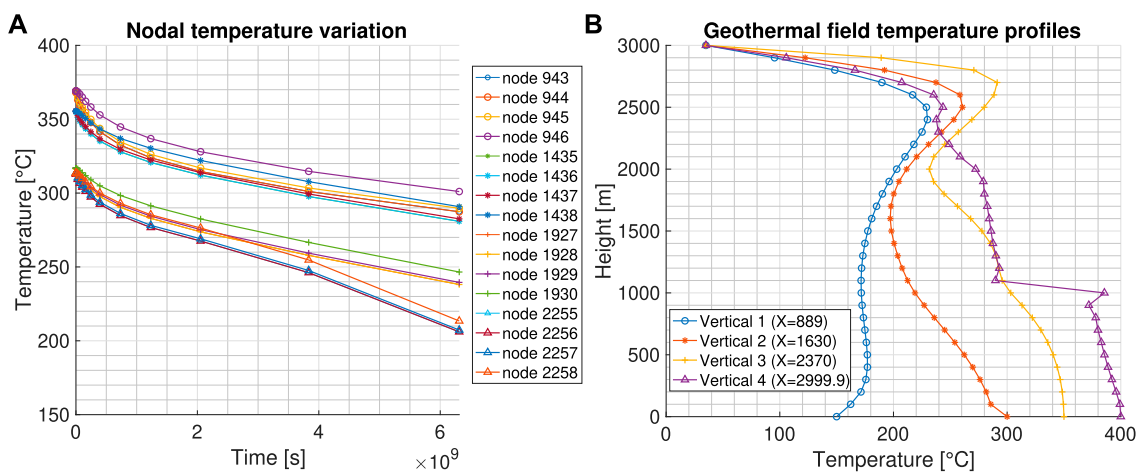 A
Nodal temperature variation
400
350
300
250
200
150
Temperature [°C]
0
2
4
6
Time [s]
×10⁹
node 943
node 944
node 945
node 946
node 1435
node 1436
node 1437
node 1438
node 1927
node 1928
node 1929
node 1930
node 2255
node 2256
node 2257
node 2258
B
Geothermal field temperature profiles
3000
2500
2000
1500
1000
500
0
Height [m]
Vertical 1 (X=889)
Vertical 2 (X=1630)
Vertical 3 (X=2370)
Vertical 4 (X=2999.9)
0
100
200
300
400
Temperature [°C]